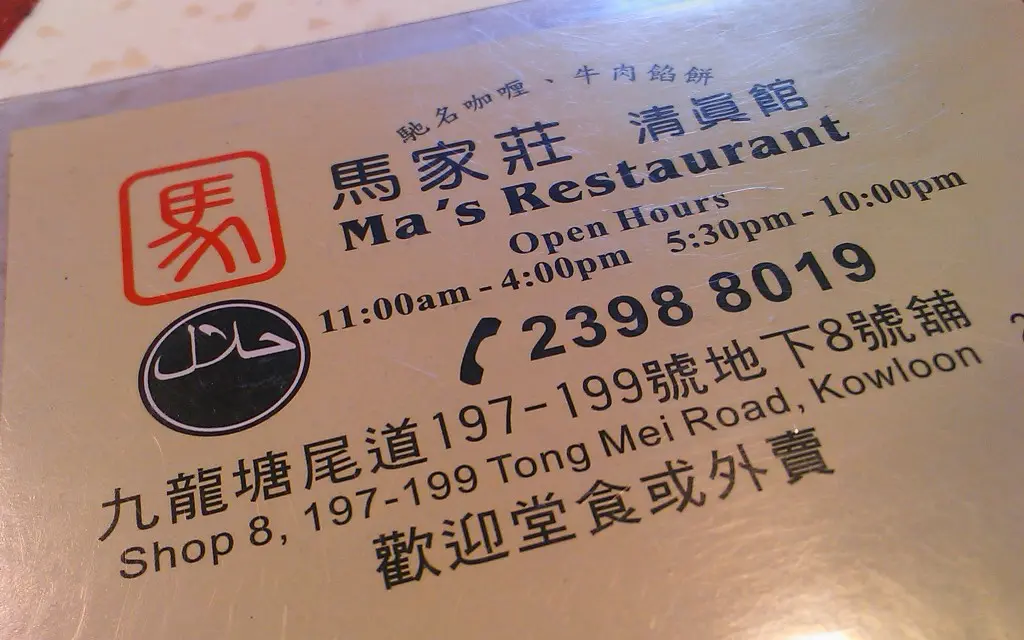 馳名咖喱、牛肉餡餅
馬家莊 清真館
Ma's Restaurant
Open Hours
11:00am - 4:00pm 5:30pm - 10:00pm
2398 8019
馬
حلال
九龍塘尾道197-199號地下8號舖
Shop 8, 197-199 Tong Mei Road, Kowloon
歡迎堂食或外賣